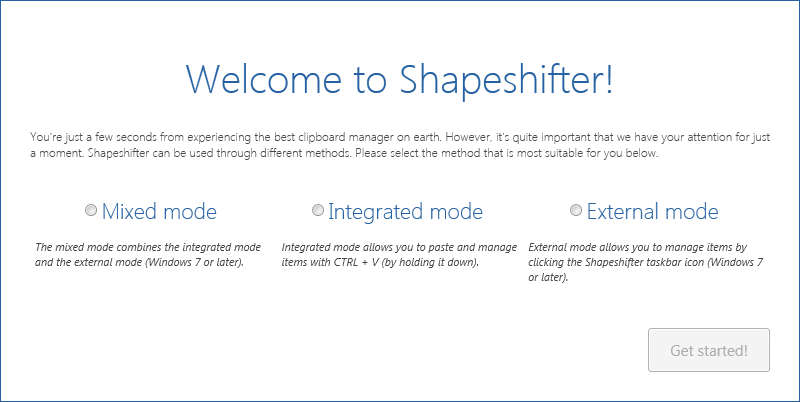 Welcome to Shapeshifter!
You're just a few seconds from experiencing the best clipboard manager on earth. However, it's quite important that we have your attention for just
a moment. Shapeshifter can be used through different methods. Please select the method that is most suitable for you below.
Mixed mode
The mixed mode combines the integrated mode
and the external mode (Windows 7 or later).
Integrated mode
Integrated mode allows you to paste and manage
items with CTRL + V (by holding it down).
External mode
External mode allows you to manage items by
clicking the Shapeshifter taskbar icon (Windows 7
or later).
Get started!